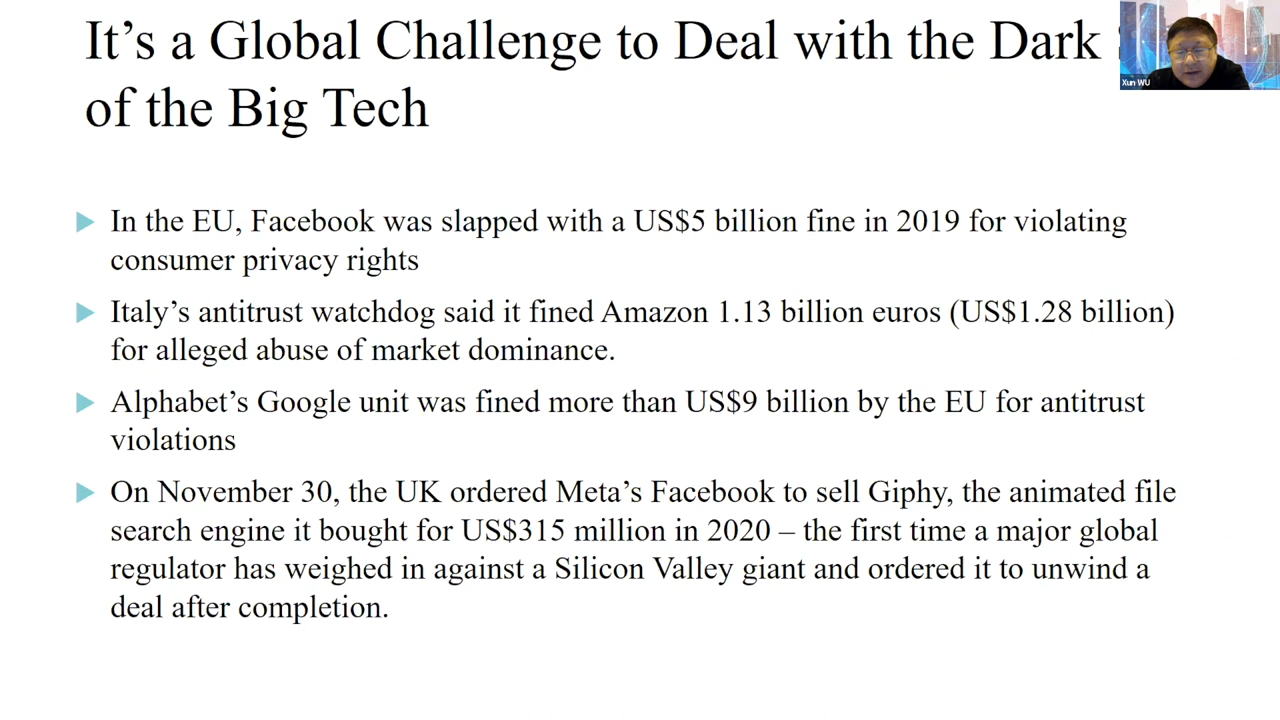 It’s a Global Challenge to Deal with the Dark
of the Big Tech
Xun WU
In the EU, Facebook was slapped with a US$5 billion fine in 2019 for violating
consumer privacy rights
Italy’s antitrust watchdog said it fined Amazon 1.13 billion euros (US$1.28 billion)
for alleged abuse of market dominance.
Alphabet’s Google unit was fined more than US$9 billion by the EU for antitrust
violations
On November 30, the UK ordered Meta’s Facebook to sell Giphy, the animated file
search engine it bought for US$315 million in 2020 – the first time a major global
regulator has weighed in against a Silicon Valley giant and ordered it to unwind a
deal after completion.